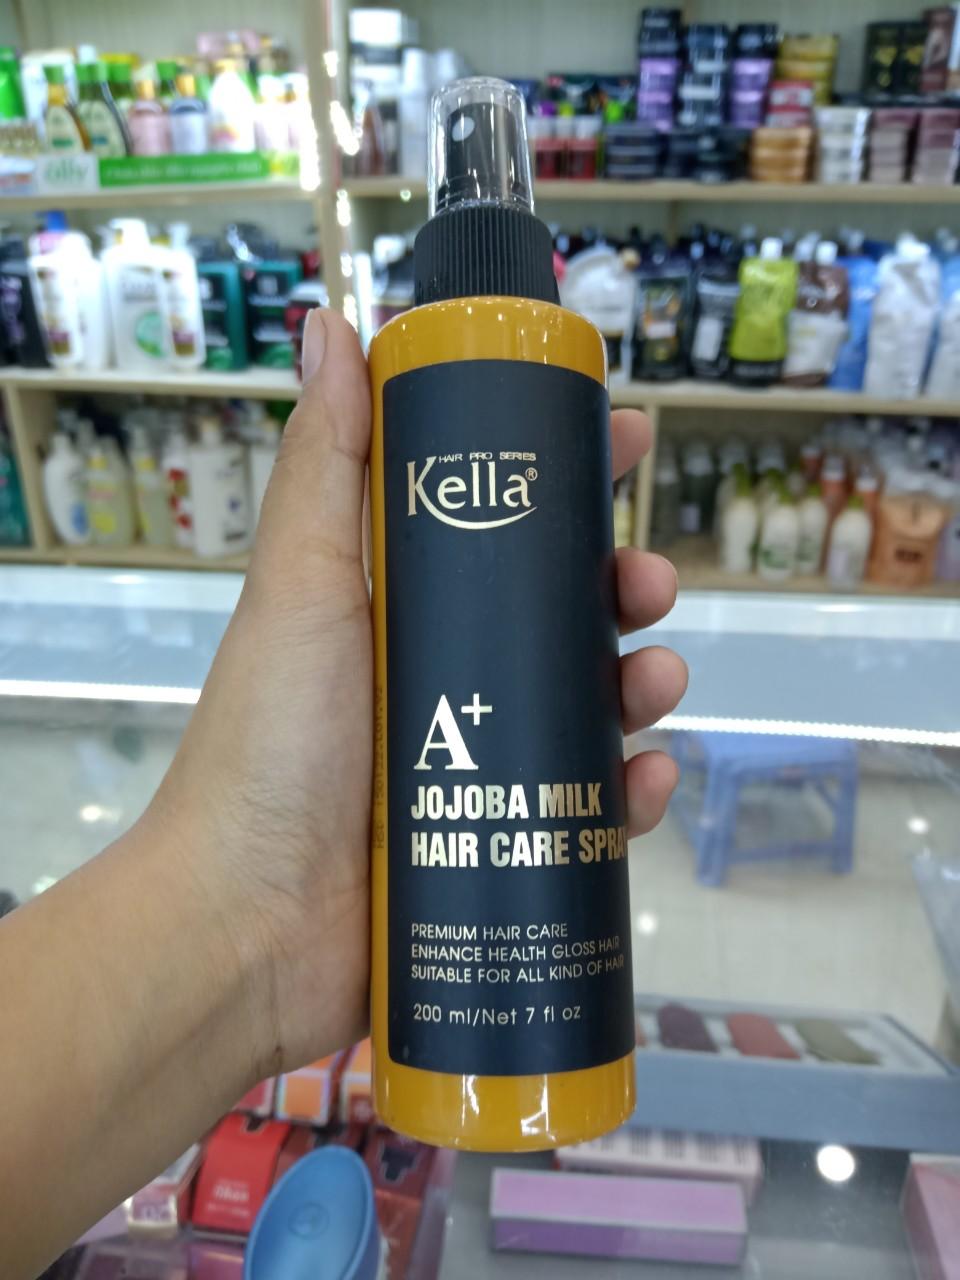 HAIR PRO SERIES
Kella®
A+
JOJOBA MILK
HAIR CARE SPRAY
PREMIUM HAIR CARE
ENHANCE HEALTH GLOSS HAIR
SUITABLE FOR ALL KIND OF HAIR
200 ml/Net 7 fl oz